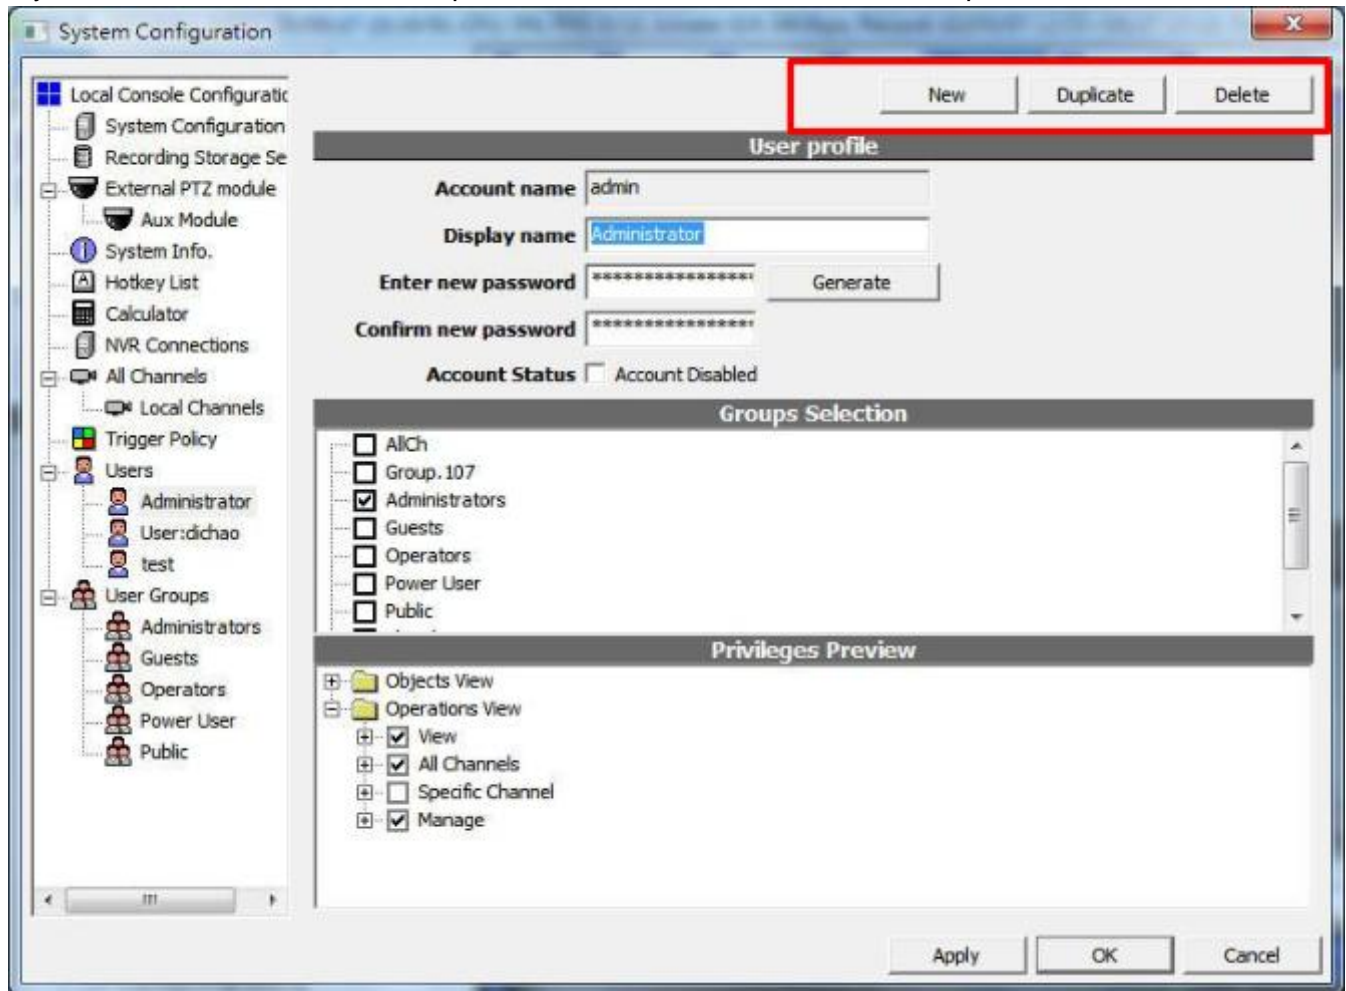 System Configuration
Local Console Configuratic
System Configuration
Recording Storage Se
External PTZ module
Aux Module
System Info.
Hotkey List
Calculator
NVR Connections
All Channels
Local Channels
Trigger Policy
Users
Administrator
User:dichao
test
User Groups
Administrators
Guests
Operators
Power User
Public
New Duplicate Delete
User profile
Account name admin
Display name Administrator
Enter new password **************** Generate
Confirm new password ****************
Account Status Account Disabled
Groups Selection
AllCh
Group.107
Administrators
Guests
Operators
Power User
Public
Privileges Preview
Objects View
Operations View
View
All Channels
Specific Channel
Manage
Apply OK Cancel